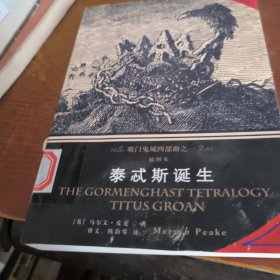 歌门鬼城四部曲之一
插图本
泰忒斯诞生
THE GORMENGHAST TETRALOGY
TITUS GROAN
[英] 马尔文·皮克 著
Mervyn Peake